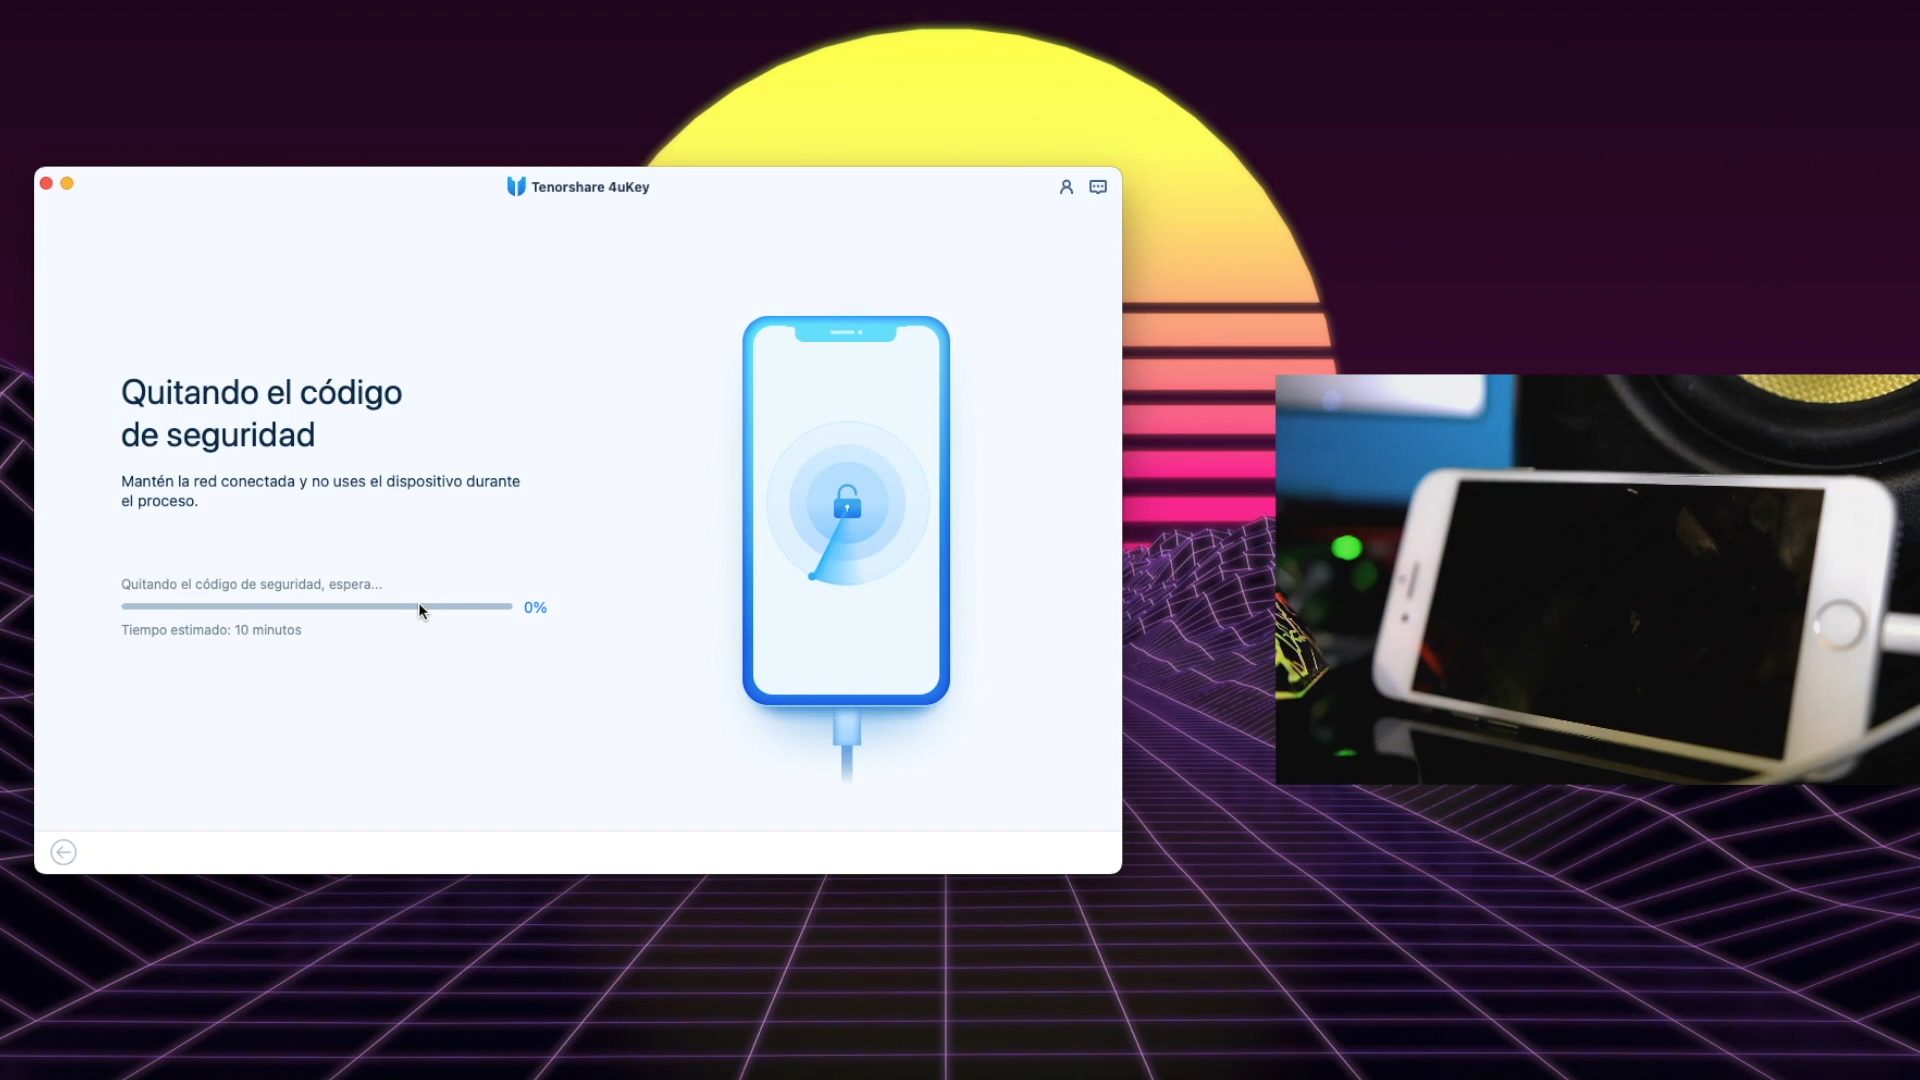 Tenorshare 4uKey
Quitando el código
de seguridad
Mantén la red conectada y no uses el dispositivo durante
el proceso.
Quitando el código de seguridad, espera...
0%
Tiempo estimado: 10 minutos